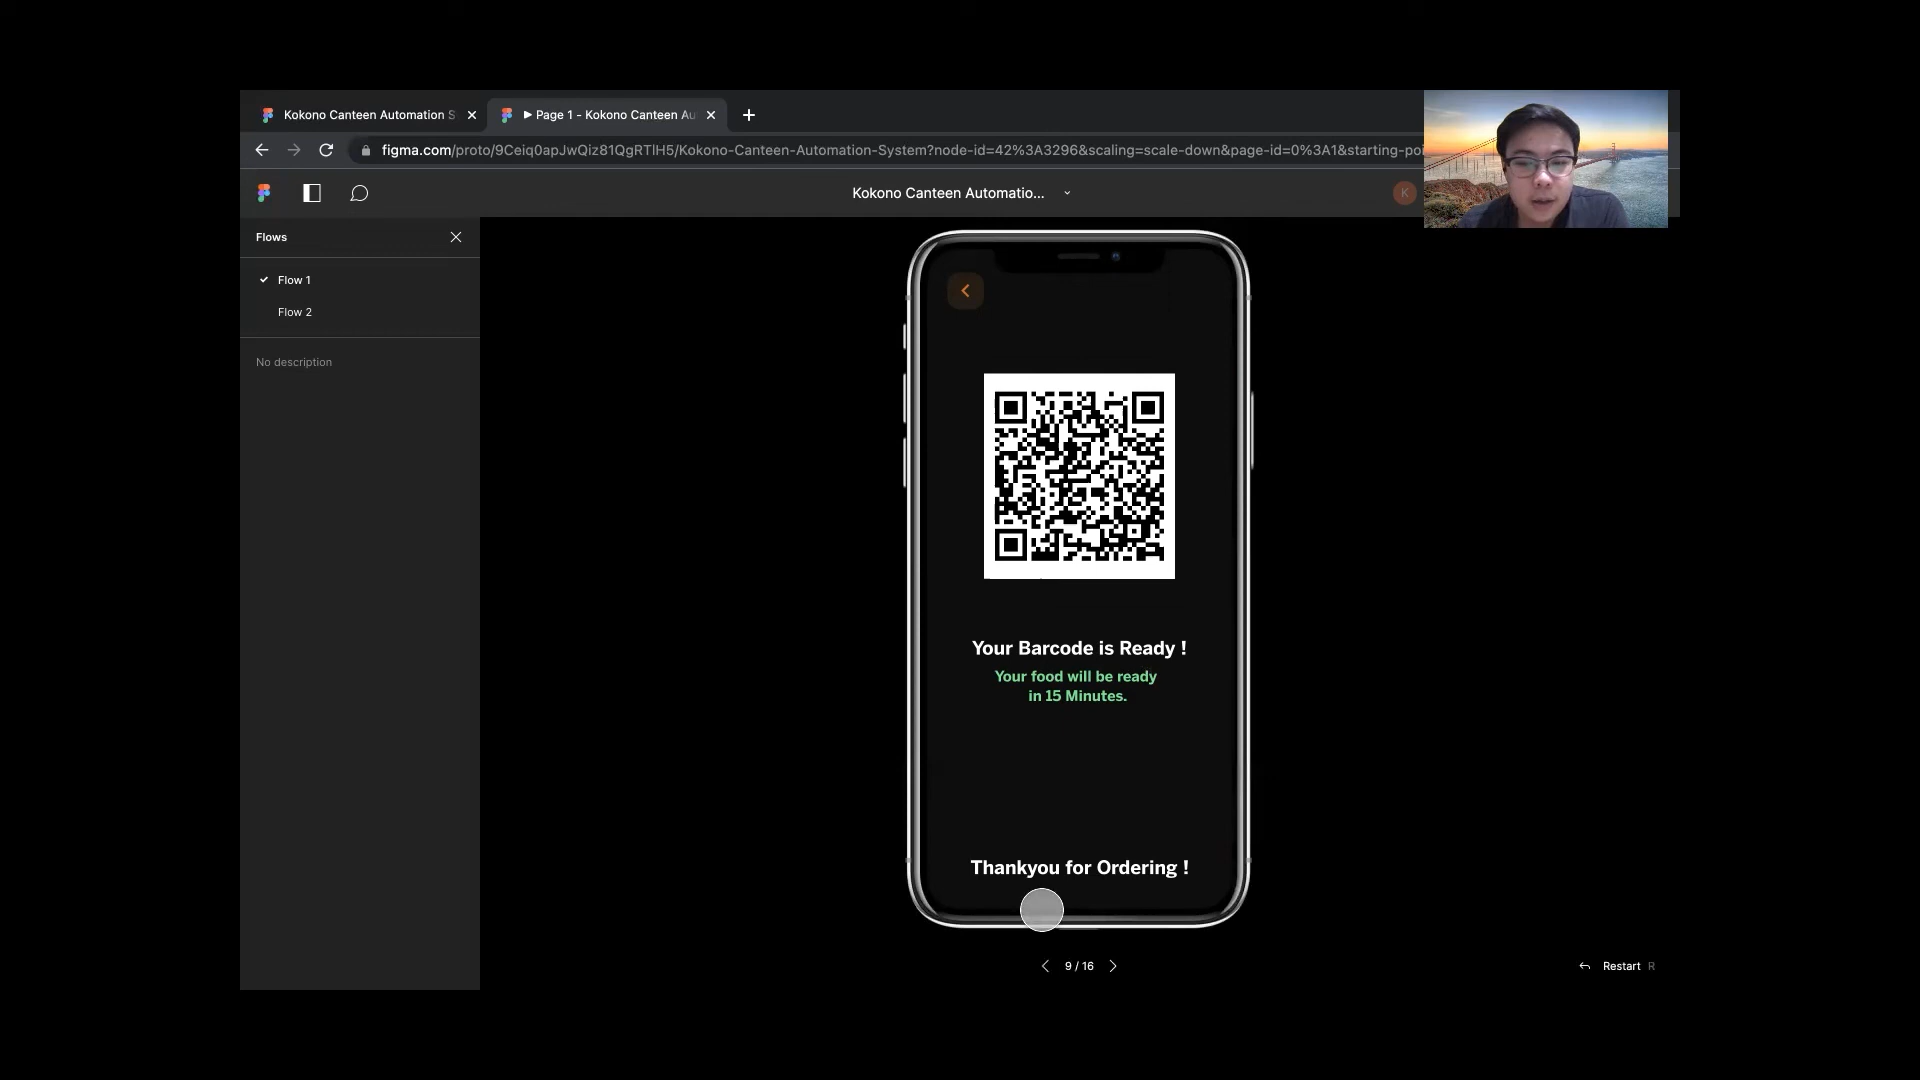 Kokono Canteen Automation S
Page 1 - Kokono Canteen Au
figma.com/proto/9Ceiq0apJwQiz81QgRTlH5/Kokono-Canteen-Automation-System?node-id=42%3A3296&scaling=scale-down&page-id=0%3A1&starting-poi
Kokono Canteen Automatio...
K
Flows
Flow 1
Flow 2
No description
Your Barcode is Ready !
Your food will be ready
in 15 Minutes.
Thankyou for Ordering !
9 / 16
Restart R